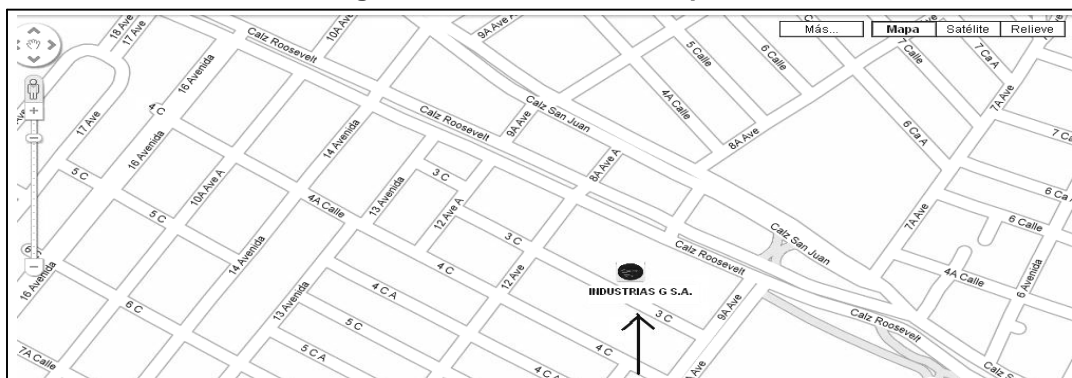 Más...
Mapa
Satélite
Relieve
18 Ave
17 Ave
16 Avenida
10A Ave
Calz Roosevelt
9A Ave
5 Calle
6 Calle
7 Ca A
7A Ave
4 C
17 Ave
16 Avenida
14 Avenida
Calz Roosevelt
9A Ave
Calz San Juan
4A Calle
8A Ave
6 Ca A
7 Ca
5 C
10A Ave A
3 C
8A Ave A
6 Ca A
5 C
4A Calle
13 Avenida
12 Ave A
3 C
Calz Roosevelt
Calz San Juan
7A Ave
6 Calle
14 Avenida
4 C
12 Ave
INDUSTRIAS G S.A.
4A Calle
6 Avenida
16 Avenida
6 C
13 Avenida
4 C A
3 C
9A Ave
Calz Roosevelt
5 C
4 C
7A Calle
5 C A
4 C A